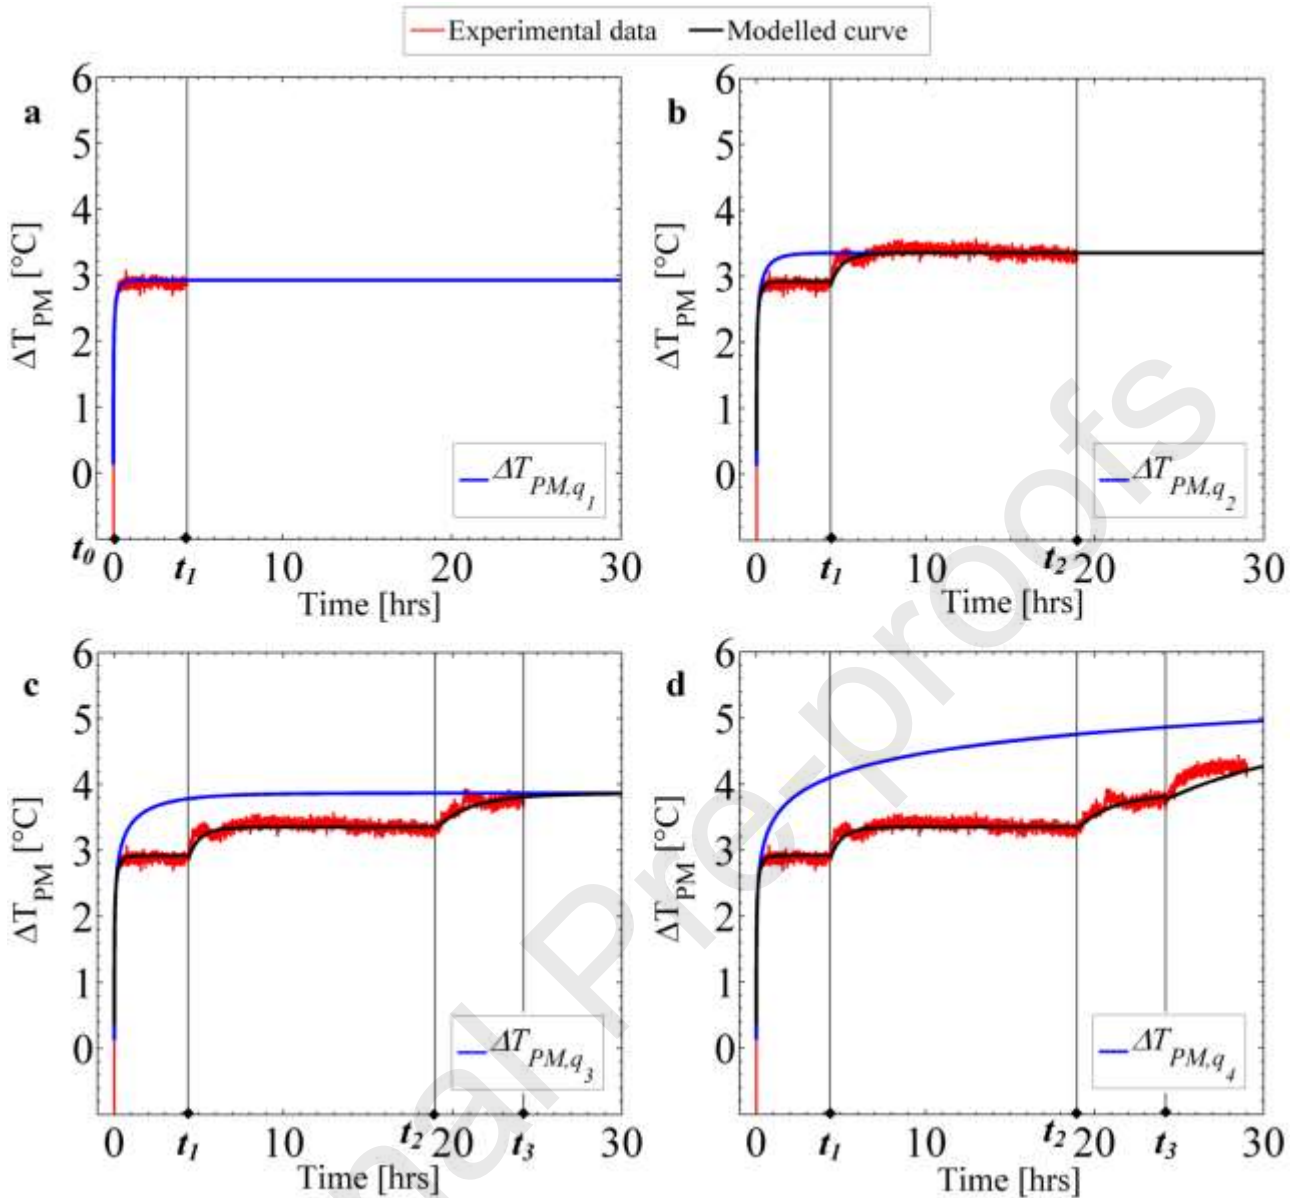 Experimental data Modelled curve
a
6
5
4
3
2
1
0
ΔT_PM [°C]
ΔT_PM,q_1
t_0 0 t_1 10 20 30
Time [hrs]
b
6
5
4
3
2
1
0
ΔT_PM [°C]
ΔT_PM,q_2
0 t_1 10 t_2 20 30
Time [hrs]
c
6
5
4
3
2
1
0
ΔT_PM [°C]
ΔT_PM,q_3
0 t_1 10 t_2 20 t_3 30
Time [hrs]
d
6
5
4
3
2
1
0
ΔT_PM [°C]
ΔT_PM,q_4
0 t_1 10 t_2 20 t_3 30
Time [hrs]
nal Pre-proofs